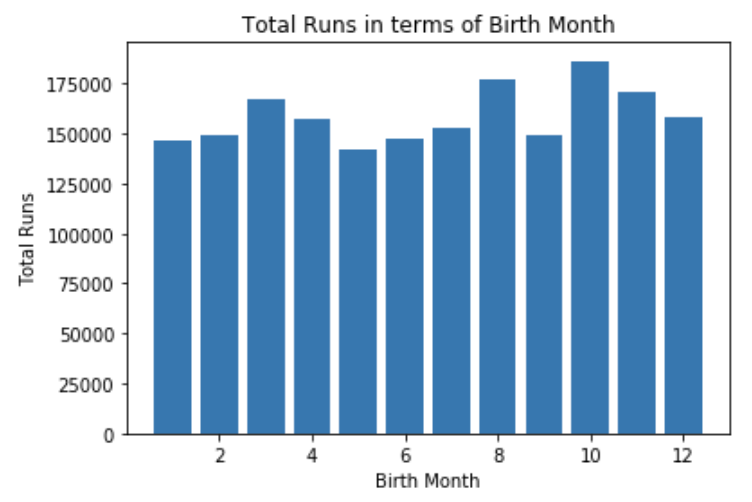 Total Runs in terms of Birth Month
Total Runs
175000
150000
125000
100000
75000
50000
25000
0
2 4 6 8 10 12
Birth Month